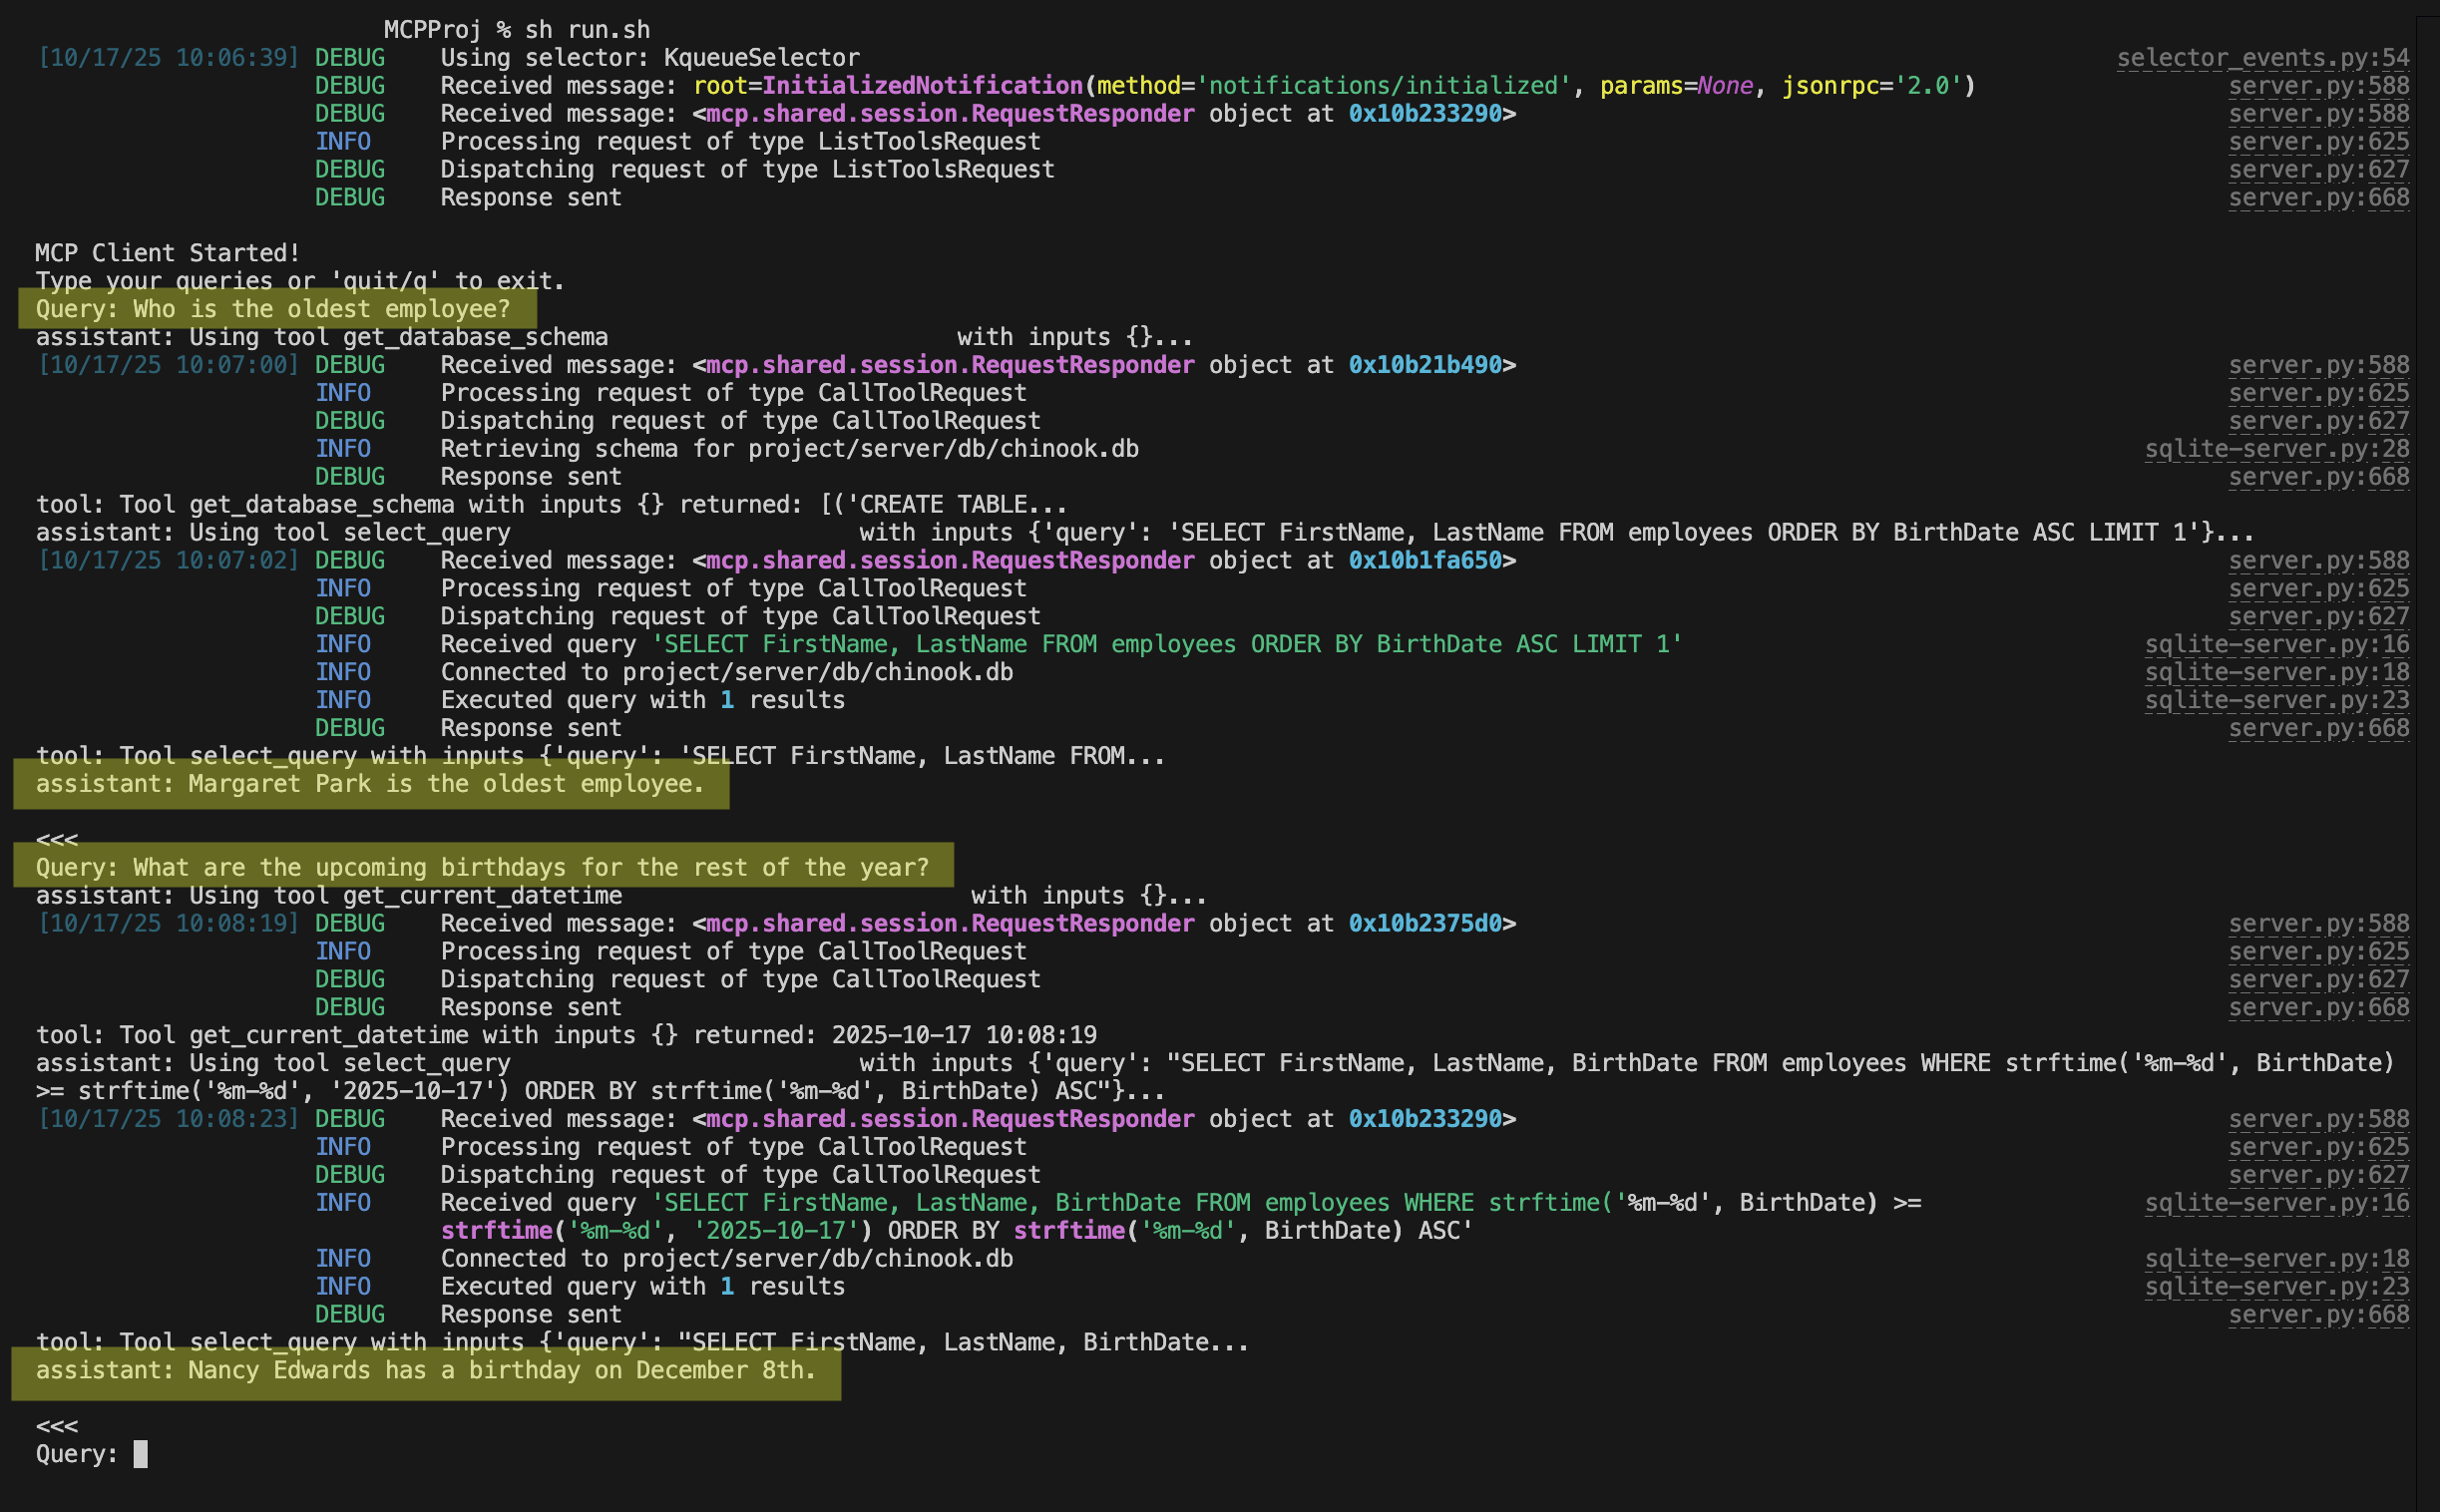 MCPProj % sh run.sh
[10/17/25 10:06:39] DEBUG Using selector: KqueueSelector selector_events.py:54
DEBUG Received message: root=InitializedNotification(method='notifications/initialized', params=None, jsonrpc='2.0') server.py:588
DEBUG Received message: <mcp.shared.session.RequestResponder object at 0x10b233290> server.py:588
INFO Processing request of type ListToolsRequest server.py:625
DEBUG Dispatching request of type ListToolsRequest server.py:627
DEBUG Response sent server.py:668
MCP Client Started!
Type your queries or 'quit/q' to exit.
Query: Who is the oldest employee?
assistant: Using tool get_database_schema with inputs {}...
[10/17/25 10:07:00] DEBUG Received message: <mcp.shared.session.RequestResponder object at 0x10b21b490> server.py:588
INFO Processing request of type CallToolRequest server.py:625
DEBUG Dispatching request of type CallToolRequest server.py:627
INFO Retrieving schema for project/server/db/chinook.db sqlite-server.py:28
DEBUG Response sent server.py:668
tool: Tool get_database_schema with inputs {} returned: [('CREATE TABLE...
assistant: Using tool select_query with inputs {'query': 'SELECT FirstName, LastName FROM employees ORDER BY BirthDate ASC LIMIT 1'}...
[10/17/25 10:07:02] DEBUG Received message: <mcp.shared.session.RequestResponder object at 0x10b1fa650> server.py:588
INFO Processing request of type CallToolRequest server.py:625
DEBUG Dispatching request of type CallToolRequest server.py:627
INFO Received query 'SELECT FirstName, LastName FROM employees ORDER BY BirthDate ASC LIMIT 1' sqlite-server.py:16
INFO Connected to project/server/db/chinook.db sqlite-server.py:18
INFO Executed query with 1 results sqlite-server.py:23
DEBUG Response sent server.py:668
tool: Tool select_query with inputs {'query': 'SELECT FirstName, LastName FROM...
assistant: Margaret Park is the oldest employee.
<<<
Query: What are the upcoming birthdays for the rest of the year?
assistant: Using tool get_current_datetime with inputs {}...
[10/17/25 10:08:19] DEBUG Received message: <mcp.shared.session.RequestResponder object at 0x10b2375d0> server.py:588
INFO Processing request of type CallToolRequest server.py:625
DEBUG Dispatching request of type CallToolRequest server.py:627
DEBUG Response sent server.py:668
tool: Tool get_current_datetime with inputs {} returned: 2025-10-17 10:08:19
assistant: Using tool select_query with inputs {'query': "SELECT FirstName, LastName, BirthDate FROM employees WHERE strftime('%m-%d', BirthDate)
>= strftime('%m-%d', '2025-10-17') ORDER BY strftime('%m-%d', BirthDate) ASC"}...
[10/17/25 10:08:23] DEBUG Received message: <mcp.shared.session.RequestResponder object at 0x10b233290> server.py:588
INFO Processing request of type CallToolRequest server.py:625
DEBUG Dispatching request of type CallToolRequest server.py:627
INFO Received query 'SELECT FirstName, LastName, BirthDate FROM employees WHERE strftime('%m-%d', BirthDate) >= sqlite-server.py:16
strftime('%m-%d', '2025-10-17') ORDER BY strftime('%m-%d', BirthDate) ASC'
INFO Connected to project/server/db/chinook.db sqlite-server.py:18
INFO Executed query with 1 results sqlite-server.py:23
DEBUG Response sent server.py:668
tool: Tool select_query with inputs {'query': "SELECT FirstName, LastName, BirthDate...
assistant: Nancy Edwards has a birthday on December 8th.
<<<
Query: